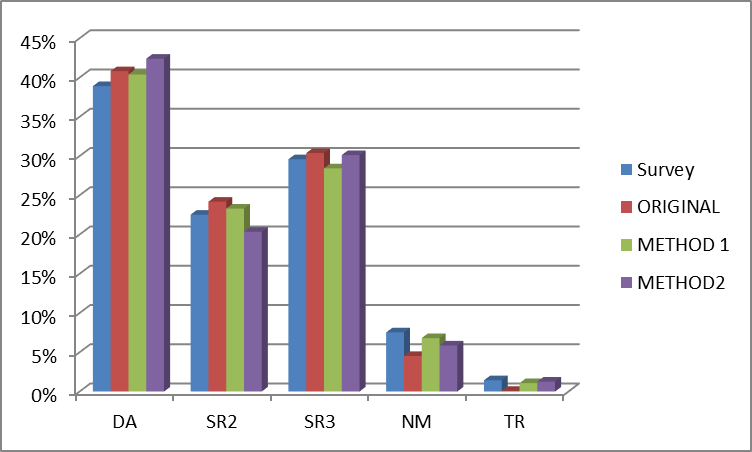 45%
40%
35%
30%
25%
20%
15%
10%
5%
0%
DA SR2 SR3 NM TR
Survey
ORIGINAL
METHOD 1
METHOD2